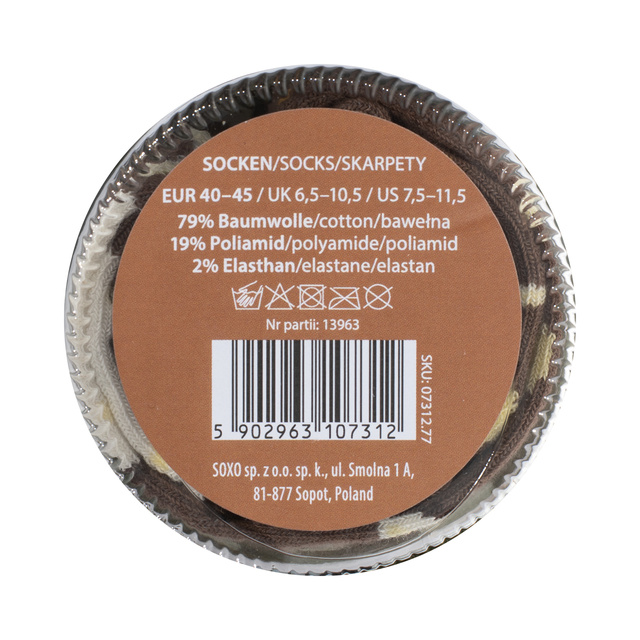 SOCKEN/SOCKS/SKARPETY
EUR 40–45 / UK 6,5–10,5 / US 7,5–11,5
79% Baumwolle/cotton/bawełna
19% Poliamid/polyamide/poliamid
2% Elasthan/elastane/elastan
Nr partii: 13963
5 902963 107312
SKU: 07312.77
SOXO sp. z o.o. sp. k., ul. Smolna 1 A,
81-877 Sopot, Poland